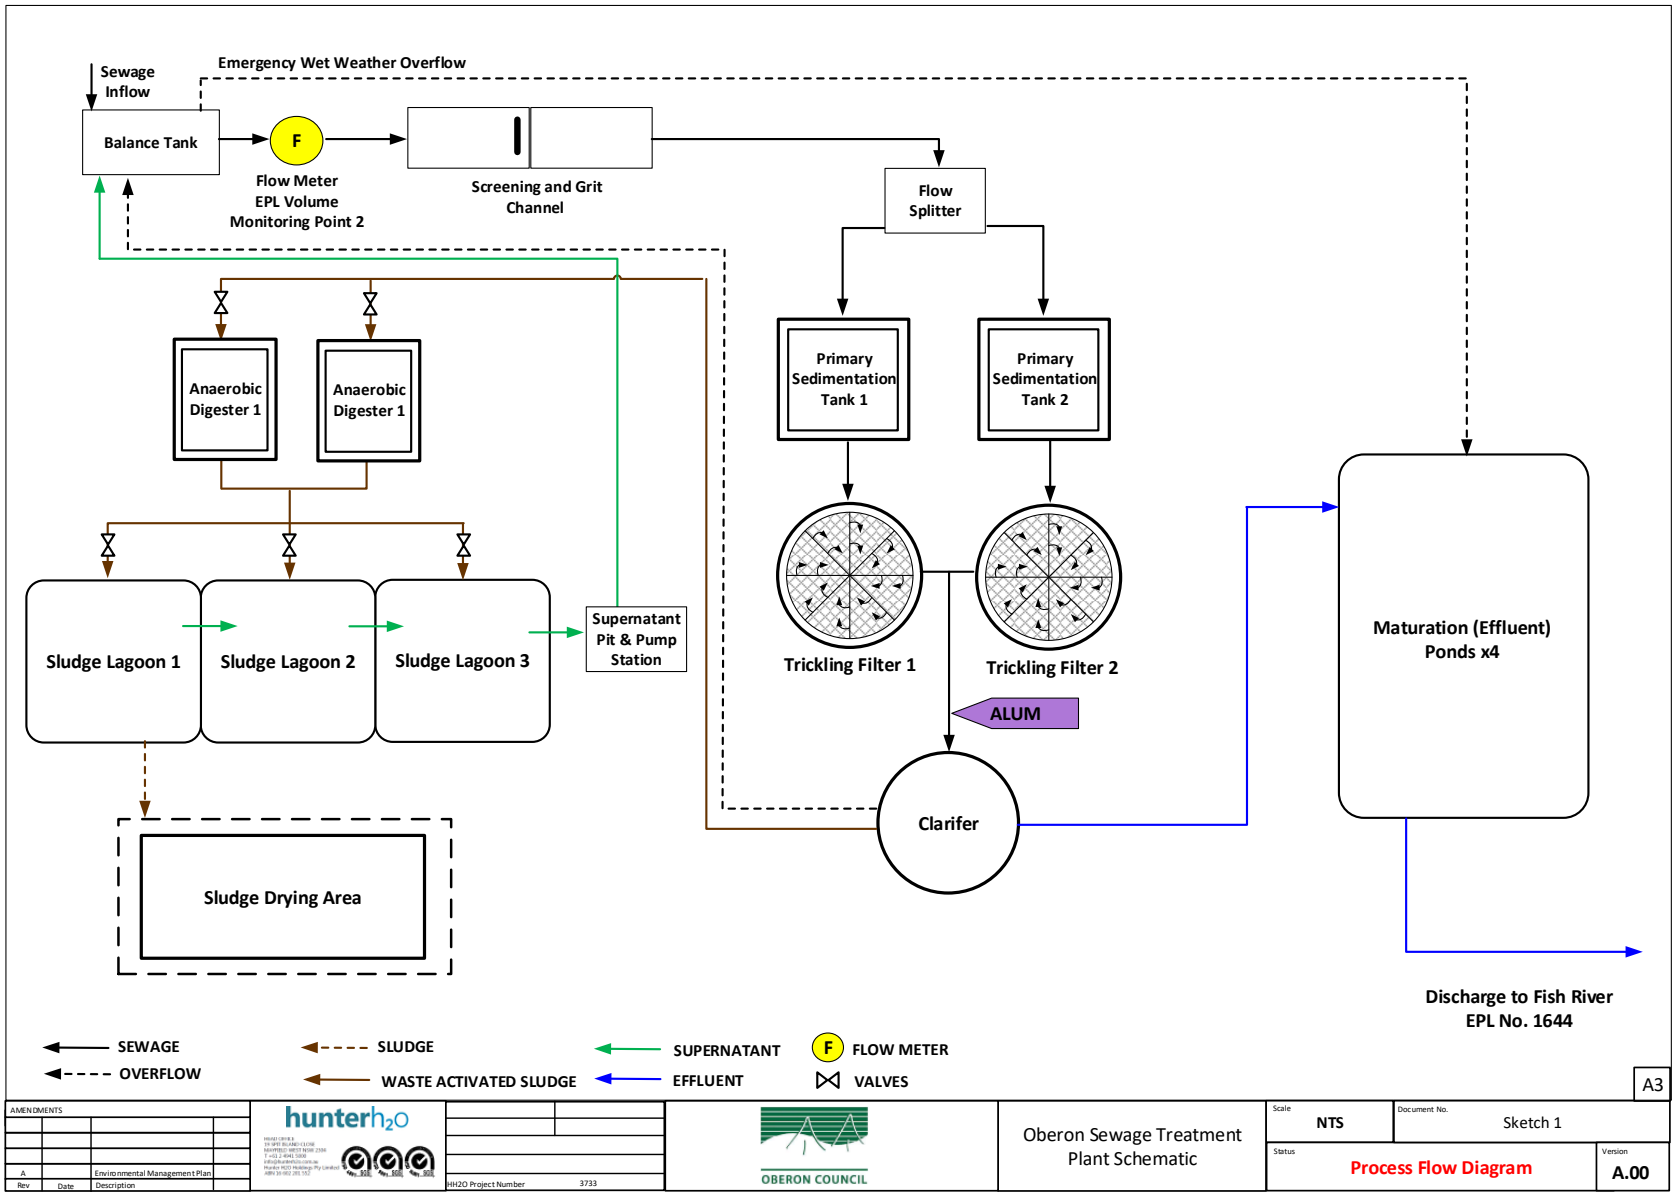 Emergency Wet Weather Overflow
Sewage
Inflow
Balance Tank
F
Flow Meter
EPL Volume
Monitoring Point 2
Screening and Grit
Channel
Flow
Splitter
Anaerobic
Digester 1
Anaerobic
Digester 1
Primary
Sedimentation
Tank 1
Primary
Sedimentation
Tank 2
Trickling Filter 1
Trickling Filter 2
Sludge Lagoon 1
Sludge Lagoon 2
Sludge Lagoon 3
Supernatant
Pit & Pump
Station
ALUM
Clarifer
Maturation (Effluent)
Ponds x4
Sludge Drying Area
Discharge to Fish River
EPL No. 1644
SEWAGE
OVERFLOW
SLUDGE
WASTE ACTIVATED SLUDGE
SUPERNATANT
EFFLUENT
F
FLOW METER
VALVES
A3
AMENDMENTS
A Environmental Management Plan
Rev Date Description
hunterh2o
HEAD OFFICE
HH2O Project Number 3733
OBERON COUNCIL
Oberon Sewage Treatment
Plant Schematic
Scale
NTS
Document No.
Sketch 1
Status
Process Flow Diagram
Version
A.00